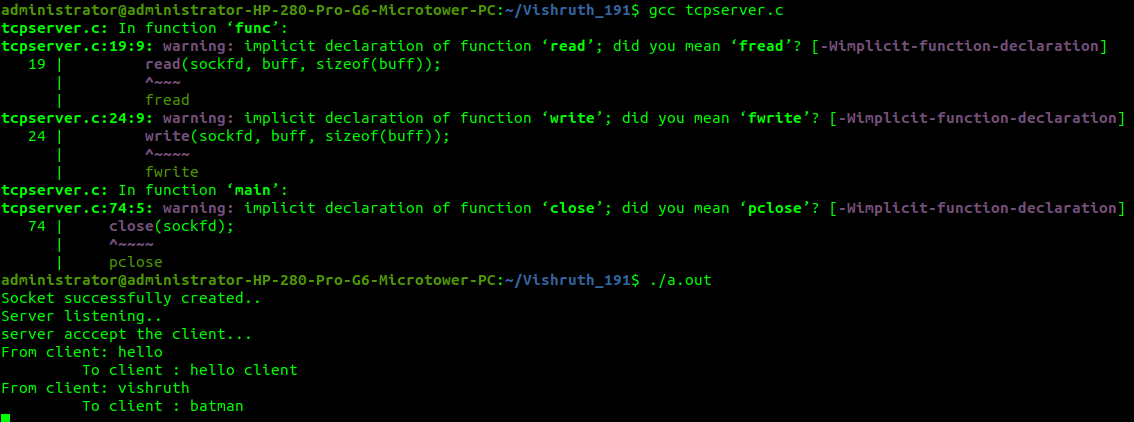 administrator@administrator-HP-280-Pro-G6-Microtower-PC:~/Vishruth_191$ gcc tcpserver.c
tcpserver.c: In function ‘func’:
tcpserver.c:19:9: warning: implicit declaration of function ‘read’; did you mean ‘fread’? [-Wimplicit-function-declaration]
   19 |         read(sockfd, buff, sizeof(buff));
      |         ^~~~
      |         fread
tcpserver.c:24:9: warning: implicit declaration of function ‘write’; did you mean ‘fwrite’? [-Wimplicit-function-declaration]
   24 |         write(sockfd, buff, sizeof(buff));
      |         ^~~~~
      |         fwrite
tcpserver.c: In function ‘main’:
tcpserver.c:74:5: warning: implicit declaration of function ‘close’; did you mean ‘pclose’? [-Wimplicit-function-declaration]
   74 |     close(sockfd);
      |     ^~~~~
      |     pclose
administrator@administrator-HP-280-Pro-G6-Microtower-PC:~/Vishruth_191$ ./a.out
Socket successfully created..
Server listening..
server acccept the client...
From client: hello
         To client : hello client
From client: vishruth
         To client : batman